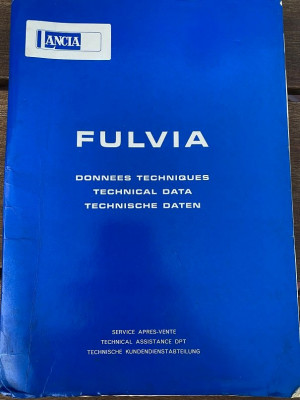 LANCIA
FULVIA
DONNEES TECHNIQUES
TECHNICAL DATA
TECHNISCHE DATEN
SERVICE APRES-VENTE
TECHNICAL ASSISTANCE DPT
TECHNISCHE KUNDENDIENSTABTEILUNG